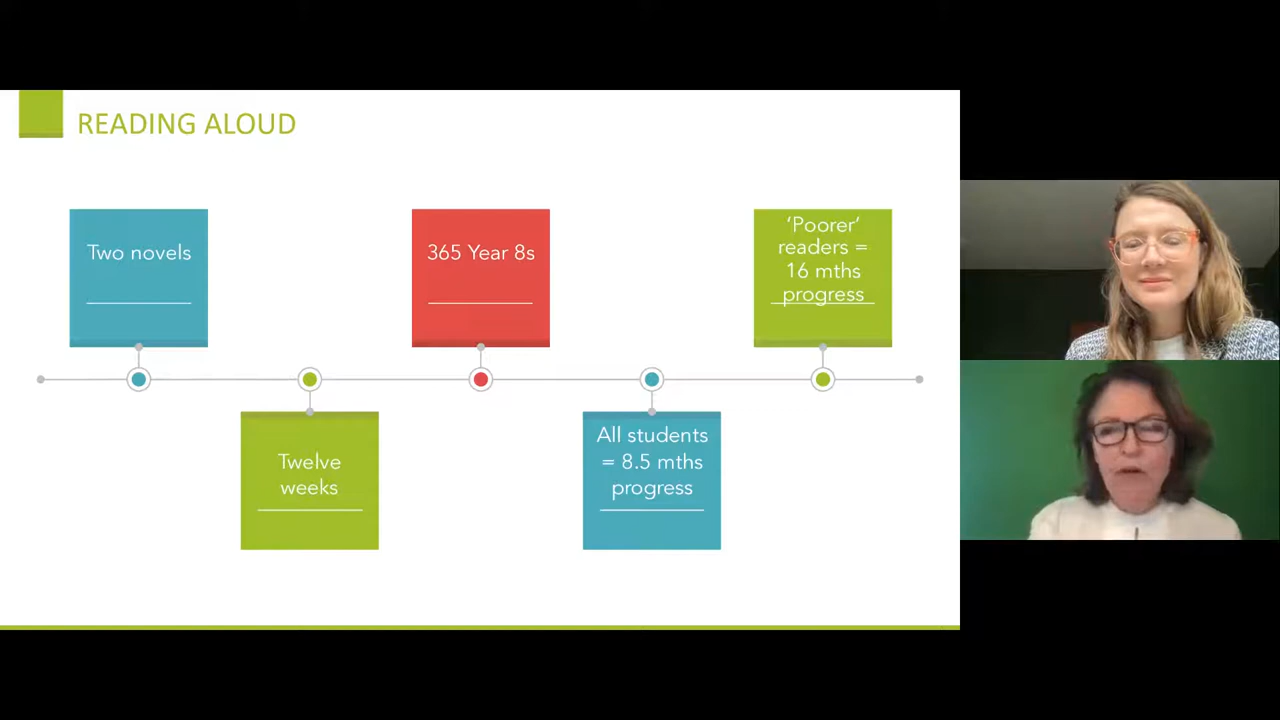 READING ALOUD
Two novels
Twelve
weeks
365 Year 8s
All students
= 8.5 mths
progress
‘Poorer’
readers =
16 mths
progress